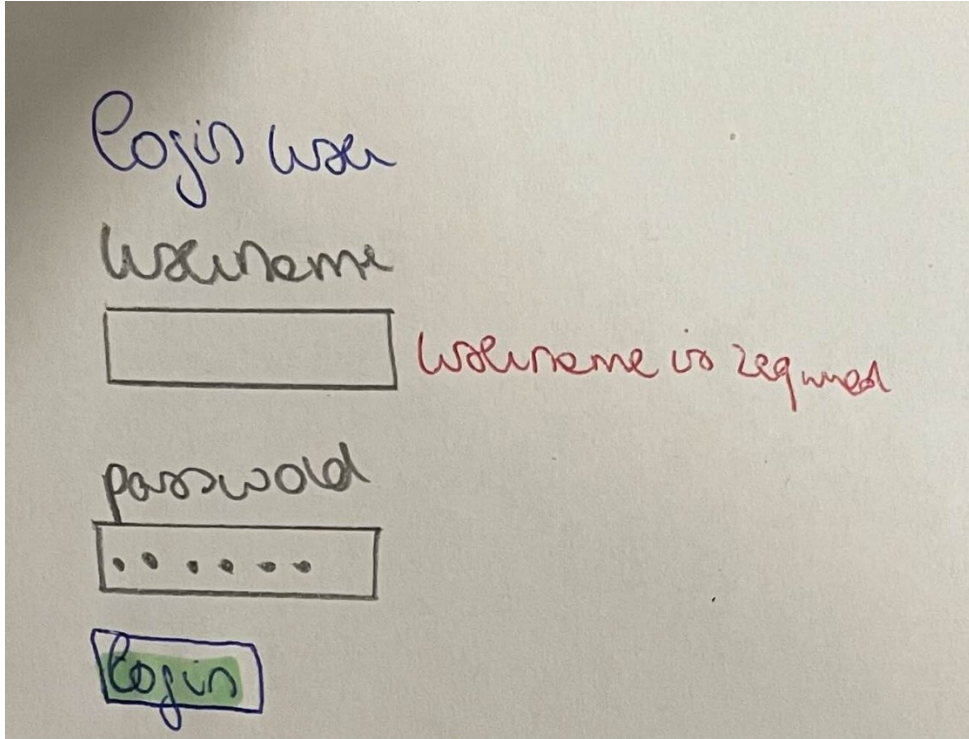 Login user
Username
Username is required
password
Login